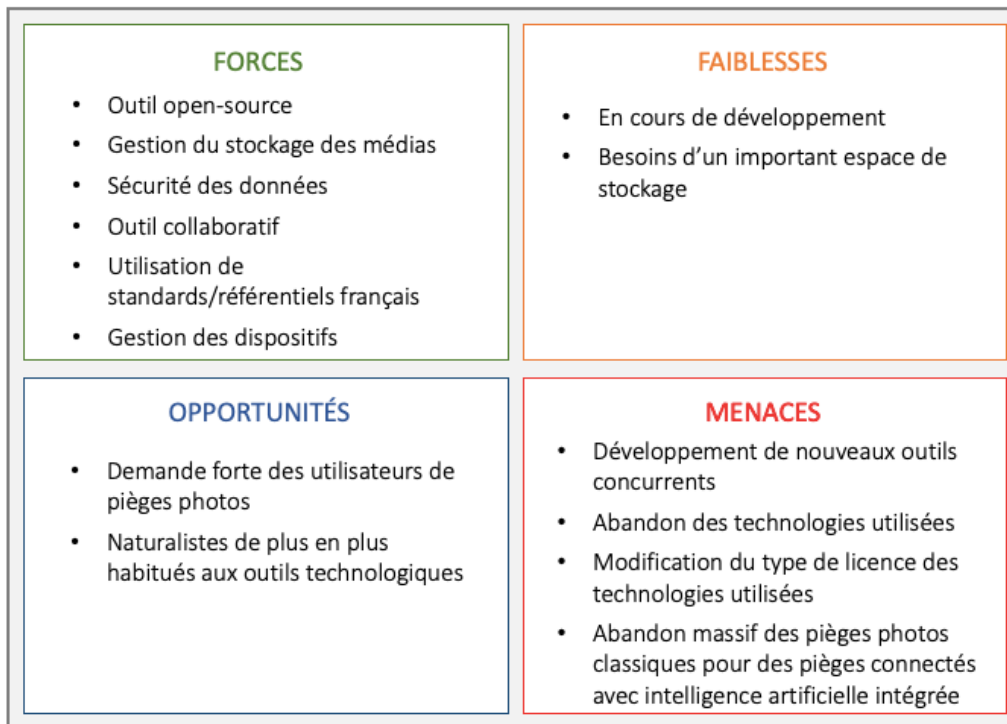 FORCES
• Outil open-source
• Gestion du stockage des médias
• Sécurité des données
• Outil collaboratif
• Utilisation de
standards/référentiels français
• Gestion des dispositifs
FAIBLESSES
• En cours de développement
• Besoins d’un important espace de
stockage
OPPORTUNITÉS
• Demande forte des utilisateurs de
pièges photos
• Naturalistes de plus en plus
habitués aux outils technologiques
MENACES
• Développement de nouveaux outils
concurrents
• Abandon des technologies utilisées
• Modification du type de licence des
technologies utilisées
• Abandon massif des pièges photos
classiques pour des pièges connectés
avec intelligence artificielle intégrée